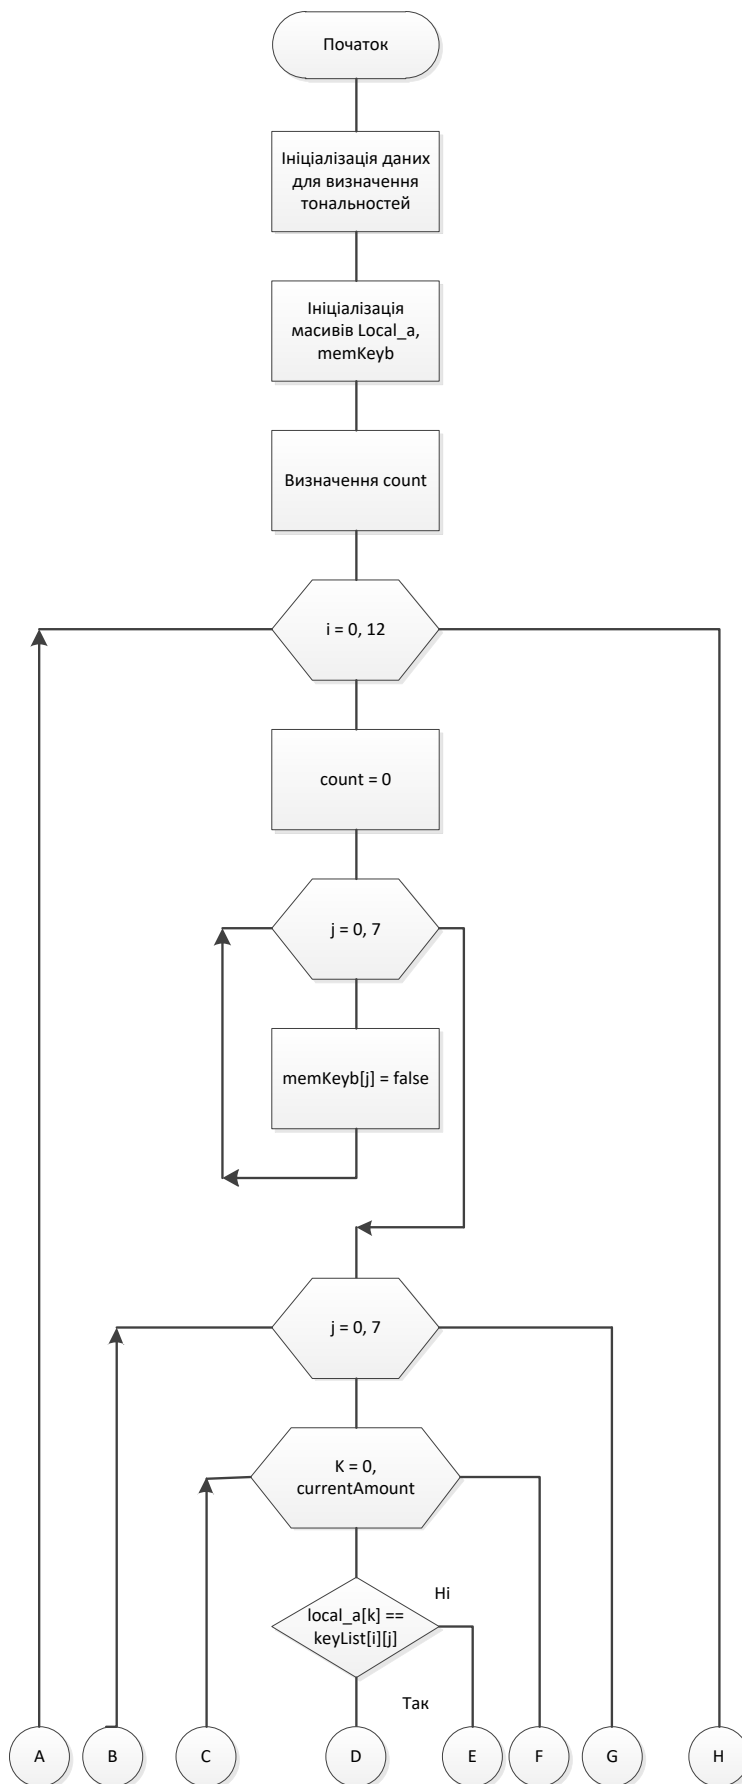 Початок
Ініціалізація даних
для визначення
тональностей
Ініціалізація
масивів Local_a,
memKeyb
Визначення count
i = 0, 12
count = 0
j = 0, 7
memKeyb[j] = false
j = 0, 7
K = 0,
currentAmount
Ні
local_a[k] ==
keyList[i][j]
Так
A
B
C
D
E
F
G
H